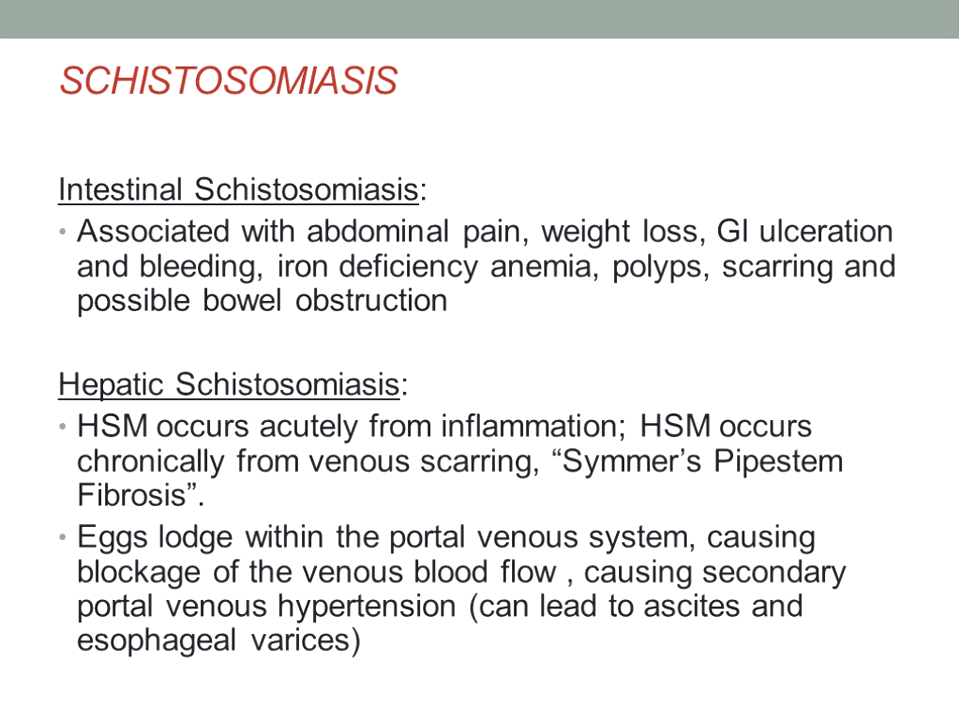 SCHISTOSOMIASIS
Intestinal Schistosomiasis:
• Associated with abdominal pain, weight loss, GI ulceration
and bleeding, iron deficiency anemia, polyps, scarring and
possible bowel obstruction
Hepatic Schistosomiasis:
• HSM occurs acutely from inflammation; HSM occurs
chronically from venous scarring, “Symmer’s Pipestem
Fibrosis”.
• Eggs lodge within the portal venous system, causing
blockage of the venous blood flow , causing secondary
portal venous hypertension (can lead to ascites and
esophageal varices)